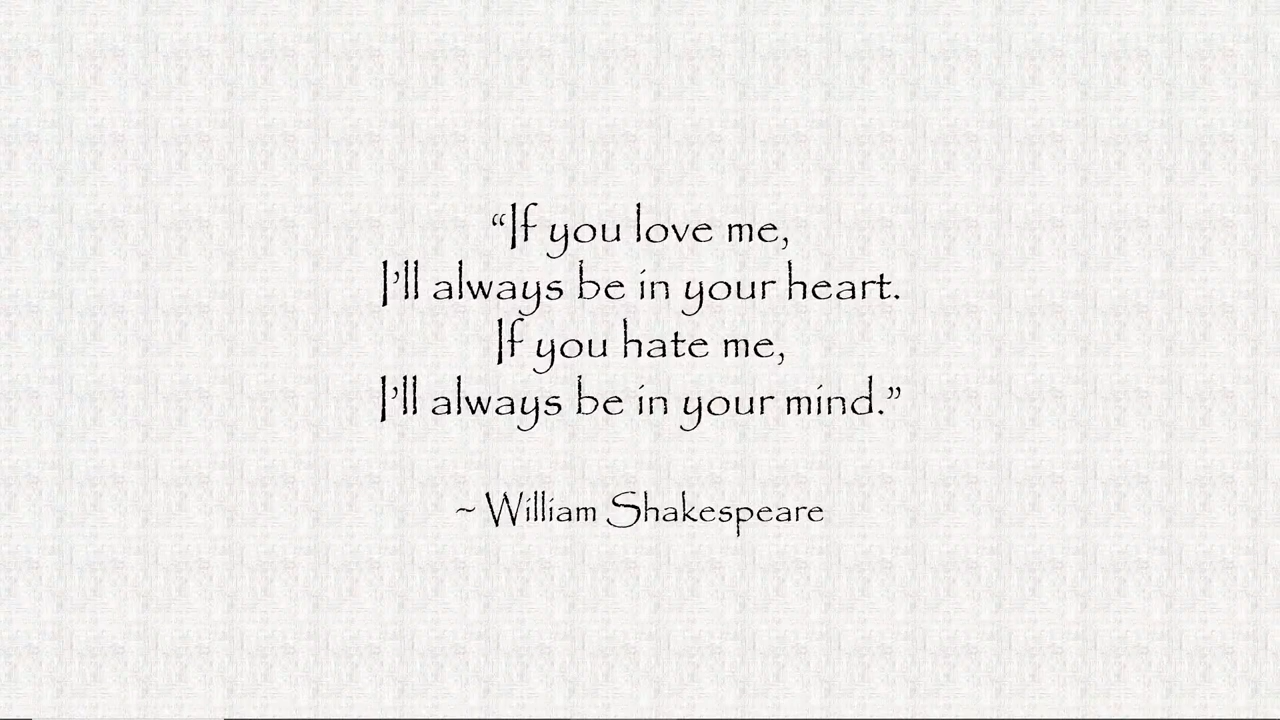 “If you love me,
I’ll always be in your heart.
If you hate me,
I’ll always be in your mind.”
~ William Shakespeare